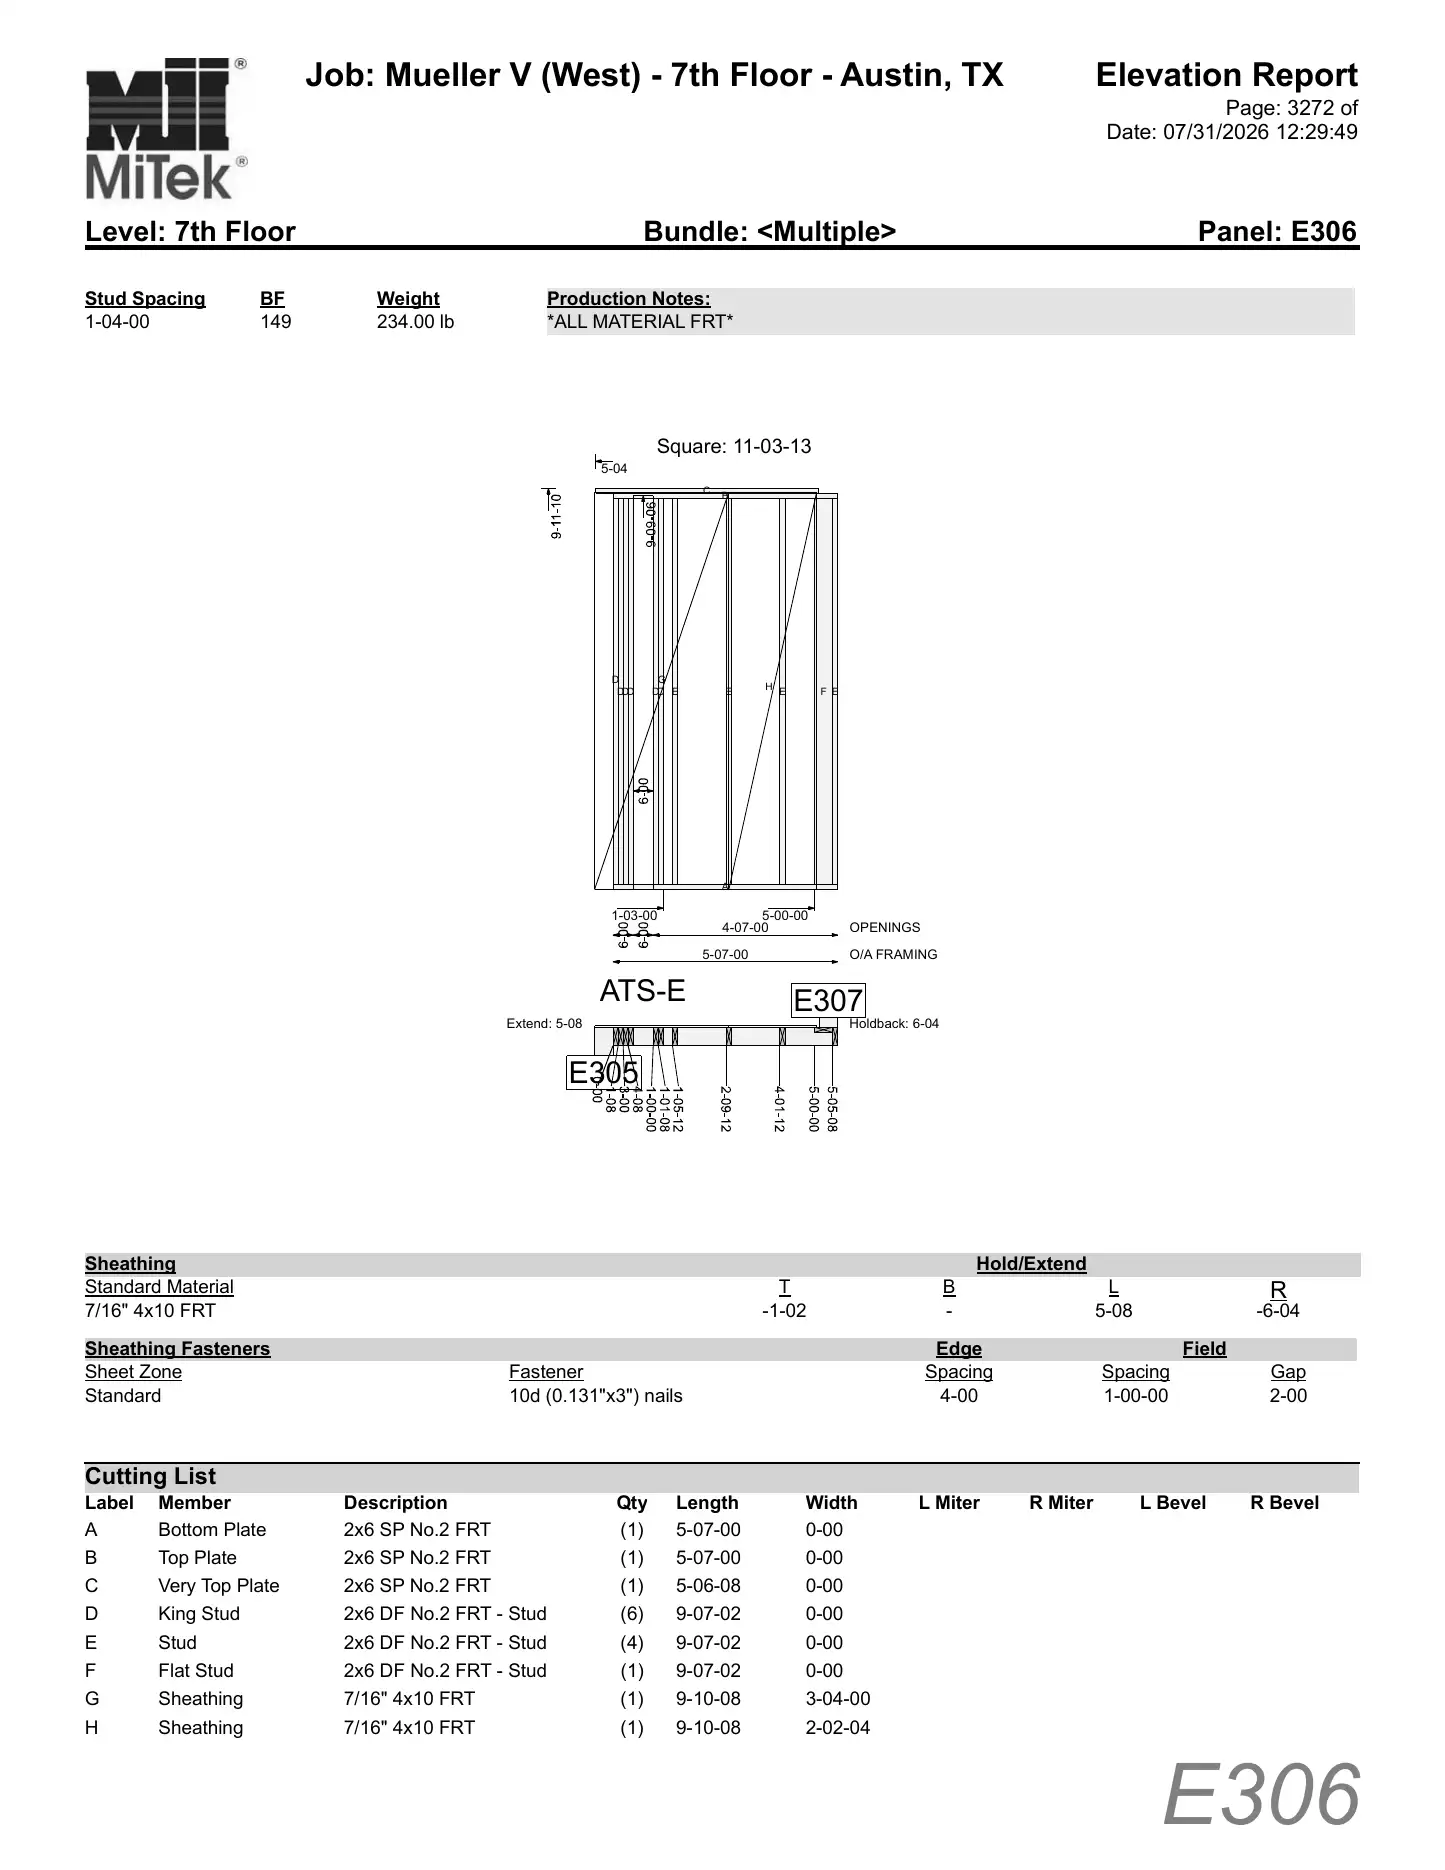 Job: Mueller V (West) - 7th Floor - Austin, TX
Elevation Report
Page: 3272 of
Date: 07/31/2026 12:29:49
MiTek®
Level: 7th Floor Bundle: <Multiple> Panel: E306
Stud Spacing BF Weight Production Notes:
1-04-00 149 234.00 lb *ALL MATERIAL FRT*
Square: 11-03-13
5-04
9-11-10
9-09-06
C
B
D G
D D D D D E E H E F E
9-00
A
1-03-00 5-00-00
9-00 9-00 4-07-00 OPENINGS
5-07-00 O/A FRAMING
ATS-E
E307
Extend: 5-08 Holdback: 6-04
E305
1-08 3-00 4-08 1-00-00 1-01-08 1-05-12 2-09-12 4-01-12 5-00-00 5-05-08
Sheathing Hold/Extend
Standard Material T B L R
7/16" 4x10 FRT -1-02 - 5-08 -6-04
Sheathing Fasteners Edge Field
Sheet Zone Fastener Spacing Spacing Gap
Standard 10d (0.131"x3") nails 4-00 1-00-00 2-00
Cutting List
Label Member Description Qty Length Width L Miter R Miter L Bevel R Bevel
A Bottom Plate 2x6 SP No.2 FRT (1) 5-07-00 0-00
B Top Plate 2x6 SP No.2 FRT (1) 5-07-00 0-00
C Very Top Plate 2x6 SP No.2 FRT (1) 5-06-08 0-00
D King Stud 2x6 DF No.2 FRT - Stud (6) 9-07-02 0-00
E Stud 2x6 DF No.2 FRT - Stud (4) 9-07-02 0-00
F Flat Stud 2x6 DF No.2 FRT - Stud (1) 9-07-02 0-00
G Sheathing 7/16" 4x10 FRT (1) 9-10-08 3-04-00
H Sheathing 7/16" 4x10 FRT (1) 9-10-08 2-02-04
E306